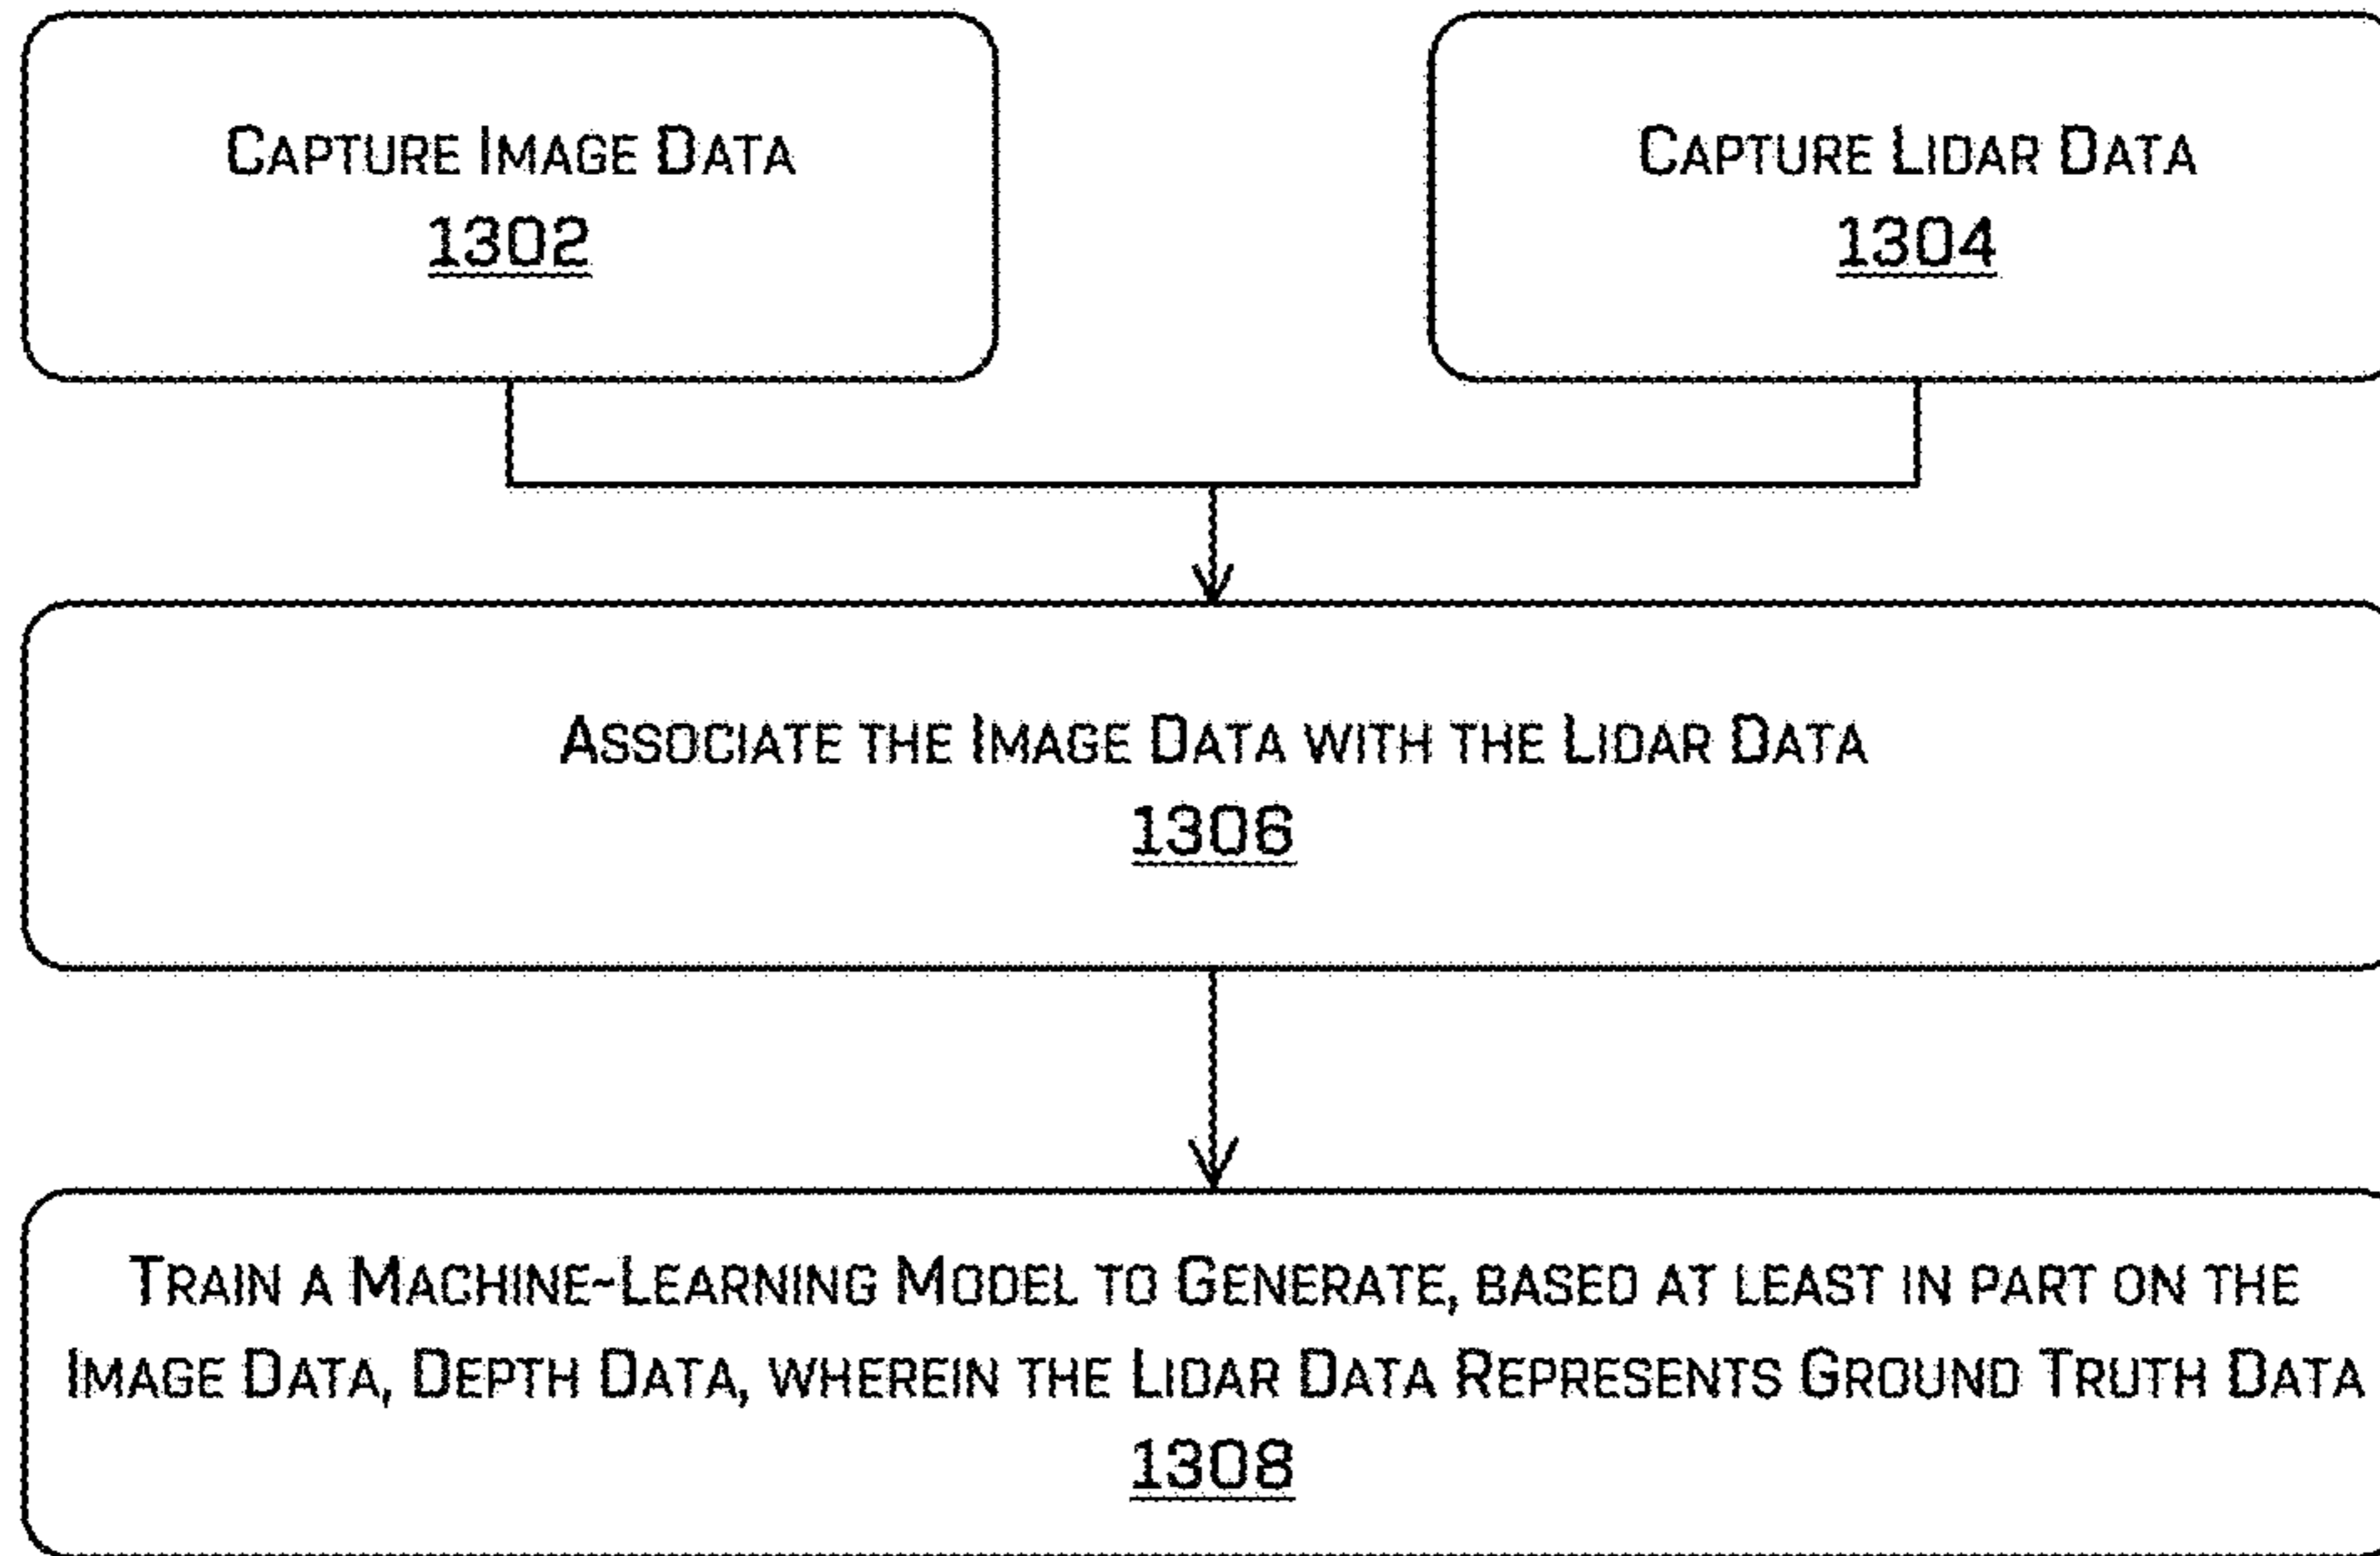 Capture Image Data
1302
Capture Lidar Data
1304
Associate the Image Data with the Lidar Data
1306
Train a Machine-Learning Model to Generate, based at least in part on the
Image Data, Depth Data, wherein the Lidar Data Represents Ground Truth Data
1308